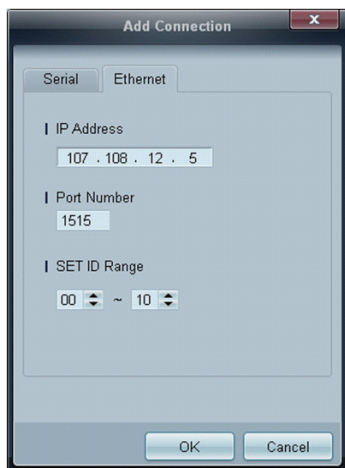 Add Connection
x
Serial Ethernet
IP Address
107 . 108 . 12 . 5
Port Number
1515
SET ID Range
00 ~ 10
OK Cancel